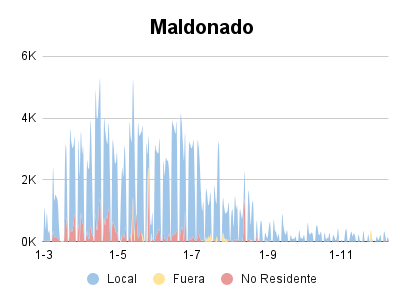 Maldonado
6K
4K
2K
0K
1-3 1-5 1-7 1-9 1-11
Local Fuera No Residente